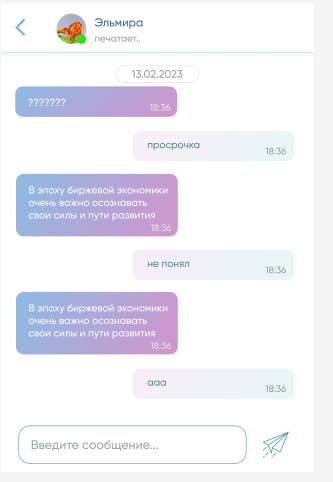 Эльмира
печатает..
13.02.2023
???????
18:36
просрочка
18:36
В эпоху биржевой экономики
очень важно осознавать
свои силы и пути развития
18:36
не понял
18:36
В эпоху биржевой экономики
очень важно осознавать
свои силы и пути развития
18:36
ааа
18:36
Введите сообщение...